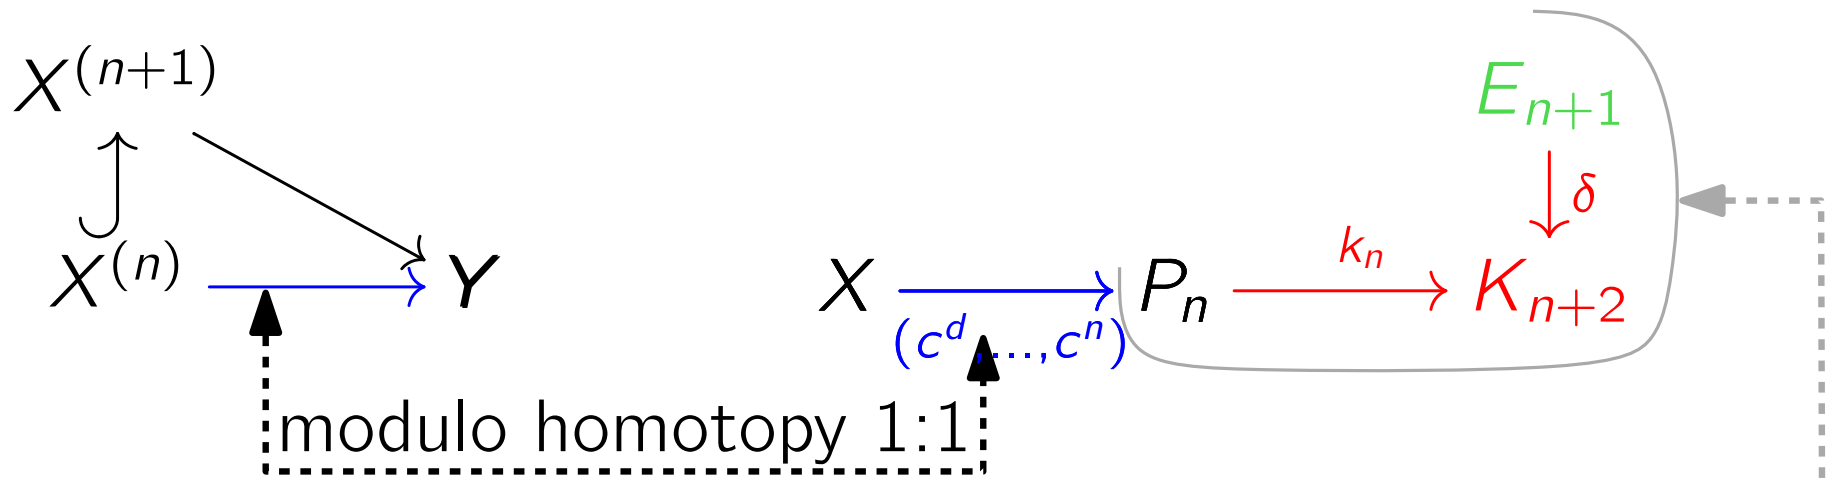 X^(n+1) E_{n+1}
δ
X^(n) Y X P_n k_n K_{n+2}
(c^d,...,c^n)
modulo homotopy 1:1